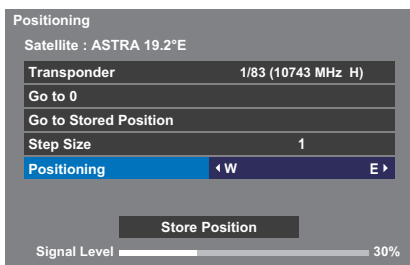 Positioning
Satellite : ASTRA 19.2°E
Transponder 1/83 (10743 MHz H)
Go to 0
Go to Stored Position
Step Size 1
Positioning W E
Store Position
Signal Level 30%